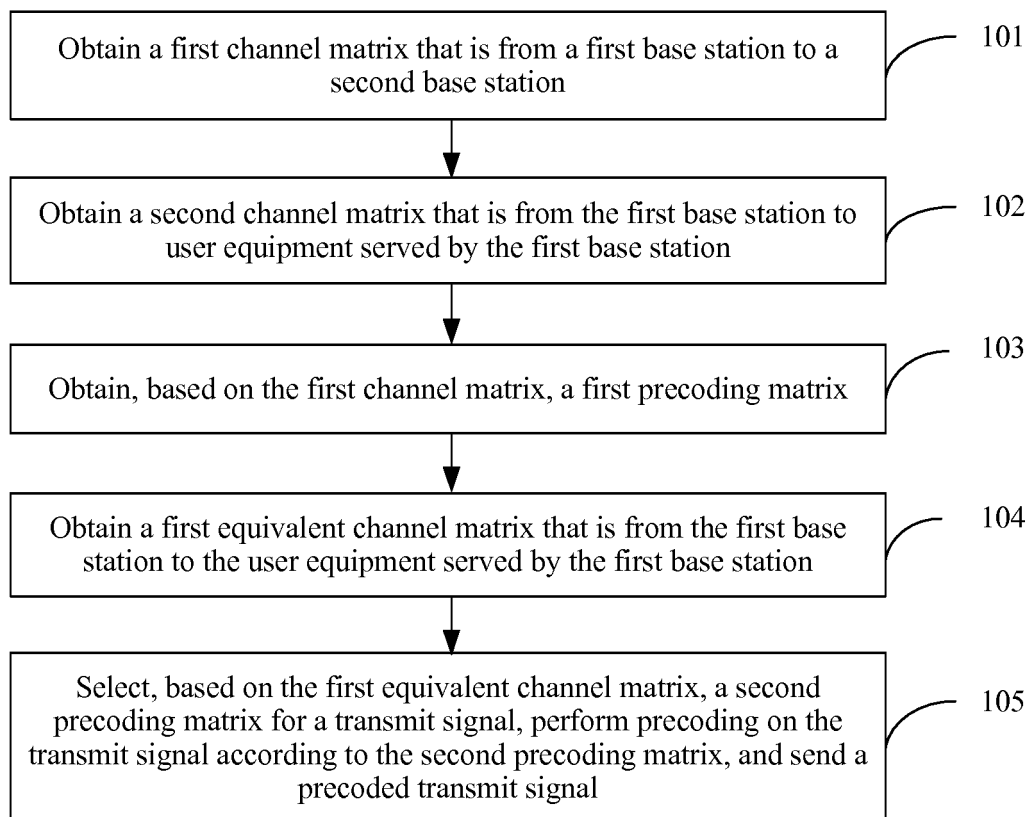 Obtain a first channel matrix that is from a first base station to a
second base station
101
Obtain a second channel matrix that is from the first base station to
user equipment served by the first base station
102
Obtain, based on the first channel matrix, a first precoding matrix
103
Obtain a first equivalent channel matrix that is from the first base
station to the user equipment served by the first base station
104
Select, based on the first equivalent channel matrix, a second
precoding matrix for a transmit signal, perform precoding on the
transmit signal according to the second precoding matrix, and send a
precoded transmit signal
105